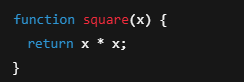 function square(x) {
  return x * x;
}